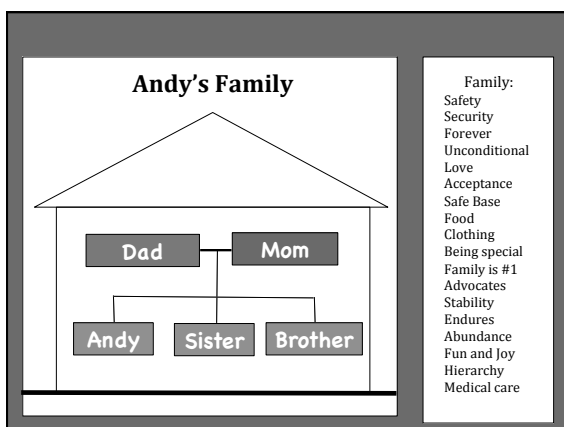 Andy's Family
Dad
Mom
Andy
Sister
Brother
Family:
Safety
Security
Forever
Unconditional
Love
Acceptance
Safe Base
Food
Clothing
Being special
Family is #1
Advocates
Stability
Endures
Abundance
Fun and Joy
Hierarchy
Medical care